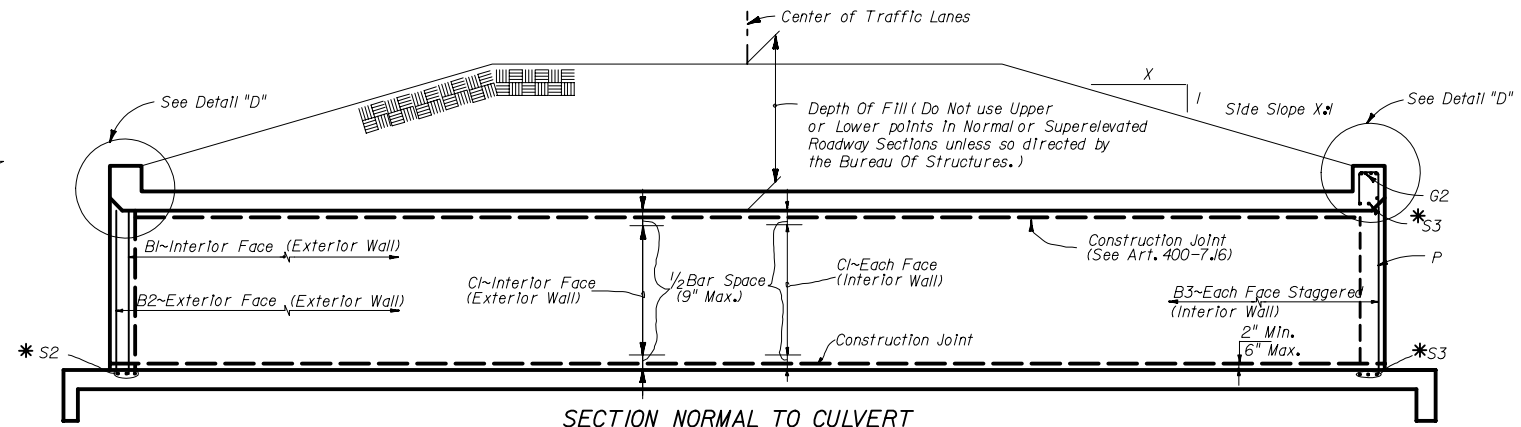 Center of Traffic Lanes
See Detail "D"
X
1
Side Slope X:1
See Detail "D"
Depth Of Fill ( Do Not use Upper
or Lower points in Normal or Superelevated
Roadway Sections unless so directed by
the Bureau Of Structures.)
G2
*S3
B1~Interior Face (Exterior Wall)
Construction Joint
(See Art. 400-7.16)
P
C1~Interior Face
(Exterior Wall)
1/2 Bar Space
(9" Max.)
C1~Each Face
(Interior Wall)
B2~Exterior Face (Exterior Wall)
B3~Each Face Staggered
(Interior Wall)
2" Min.
6" Max.
Construction Joint
* S2
*S3
SECTION NORMAL TO CULVERT